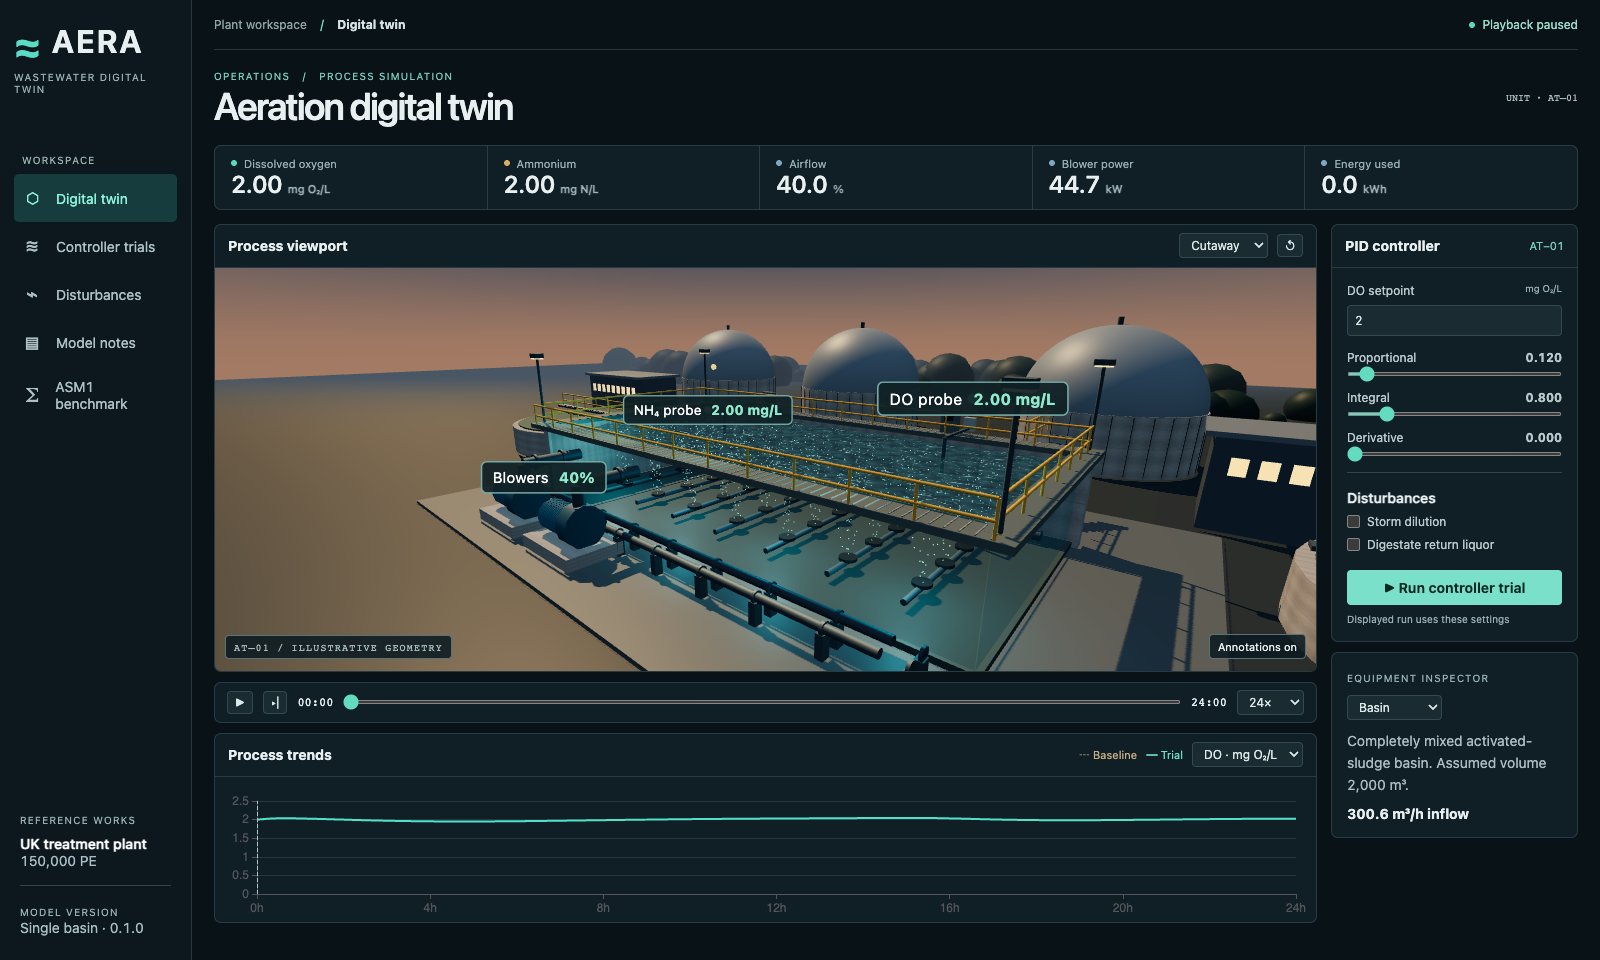 AERA
WASTEWATER DIGITAL
TWIN
WORKSPACE
Digital twin
Controller trials
Disturbances
Model notes
ASM1
benchmark
REFERENCE WORKS
UK treatment plant
150,000 PE
MODEL VERSION
Single basin · 0.1.0
Plant workspace / Digital twin
Playback paused
OPERATIONS / PROCESS SIMULATION
Aeration digital twin
UNIT · AT—01
Dissolved oxygen
2.00 mg O₂/L
Ammonium
2.00 mg N/L
Airflow
40.0 %
Blower power
44.7 kW
Energy used
0.0 kWh
Process viewport
Cutaway
NH₄ probe 2.00 mg/L
DO probe 2.00 mg/L
Blowers 40%
AT—01 / ILLUSTRATIVE GEOMETRY
Annotations on
00:00
24:00
24×
Process trends
Baseline
Trial
DO · mg O₂/L
2.5
2
1.5
1
0.5
0
0h 4h 8h 12h 16h 20h 24h
PID controller
AT—01
DO setpoint
mg O₂/L
2
Proportional 0.120
Integral 0.800
Derivative 0.000
Disturbances
Storm dilution
Digestate return liquor
Run controller trial
Displayed run uses these settings
EQUIPMENT INSPECTOR
Basin
Completely mixed activated-
sludge basin. Assumed volume
2,000 m³.
300.6 m³/h inflow